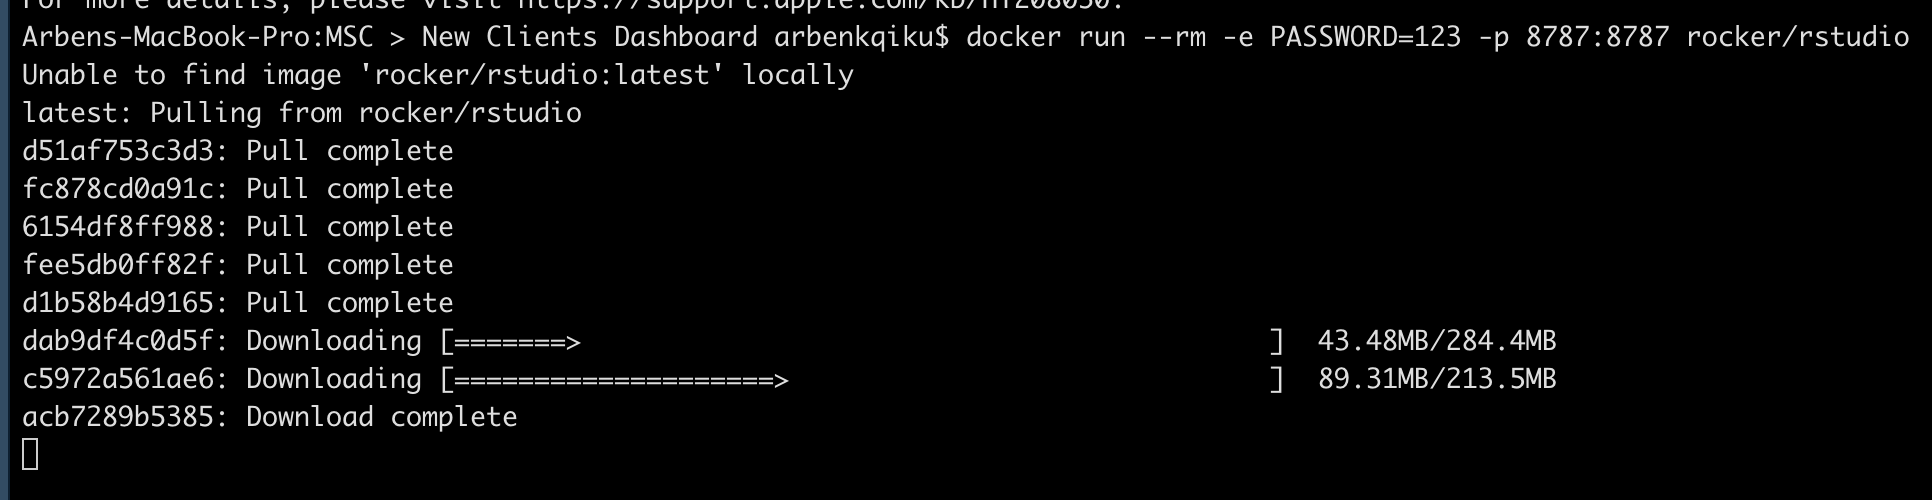 For more details, please visit https://support.apple.com/kb/HT208050.
Arbens-MacBook-Pro:MSC > New Clients Dashboard arbenkqiku$ docker run --rm -e PASSWORD=123 -p 8787:8787 rocker/rstudio
Unable to find image 'rocker/rstudio:latest' locally
latest: Pulling from rocker/rstudio
d51af753c3d3: Pull complete
fc878cd0a91c: Pull complete
6154df8ff988: Pull complete
fee5db0ff82f: Pull complete
d1b58b4d9165: Pull complete
dab9df4c0d5f: Downloading [=======>                                           ]  43.48MB/284.4MB
c5972a561ae6: Downloading [====================>                              ]  89.31MB/213.5MB
acb7289b5385: Download complete